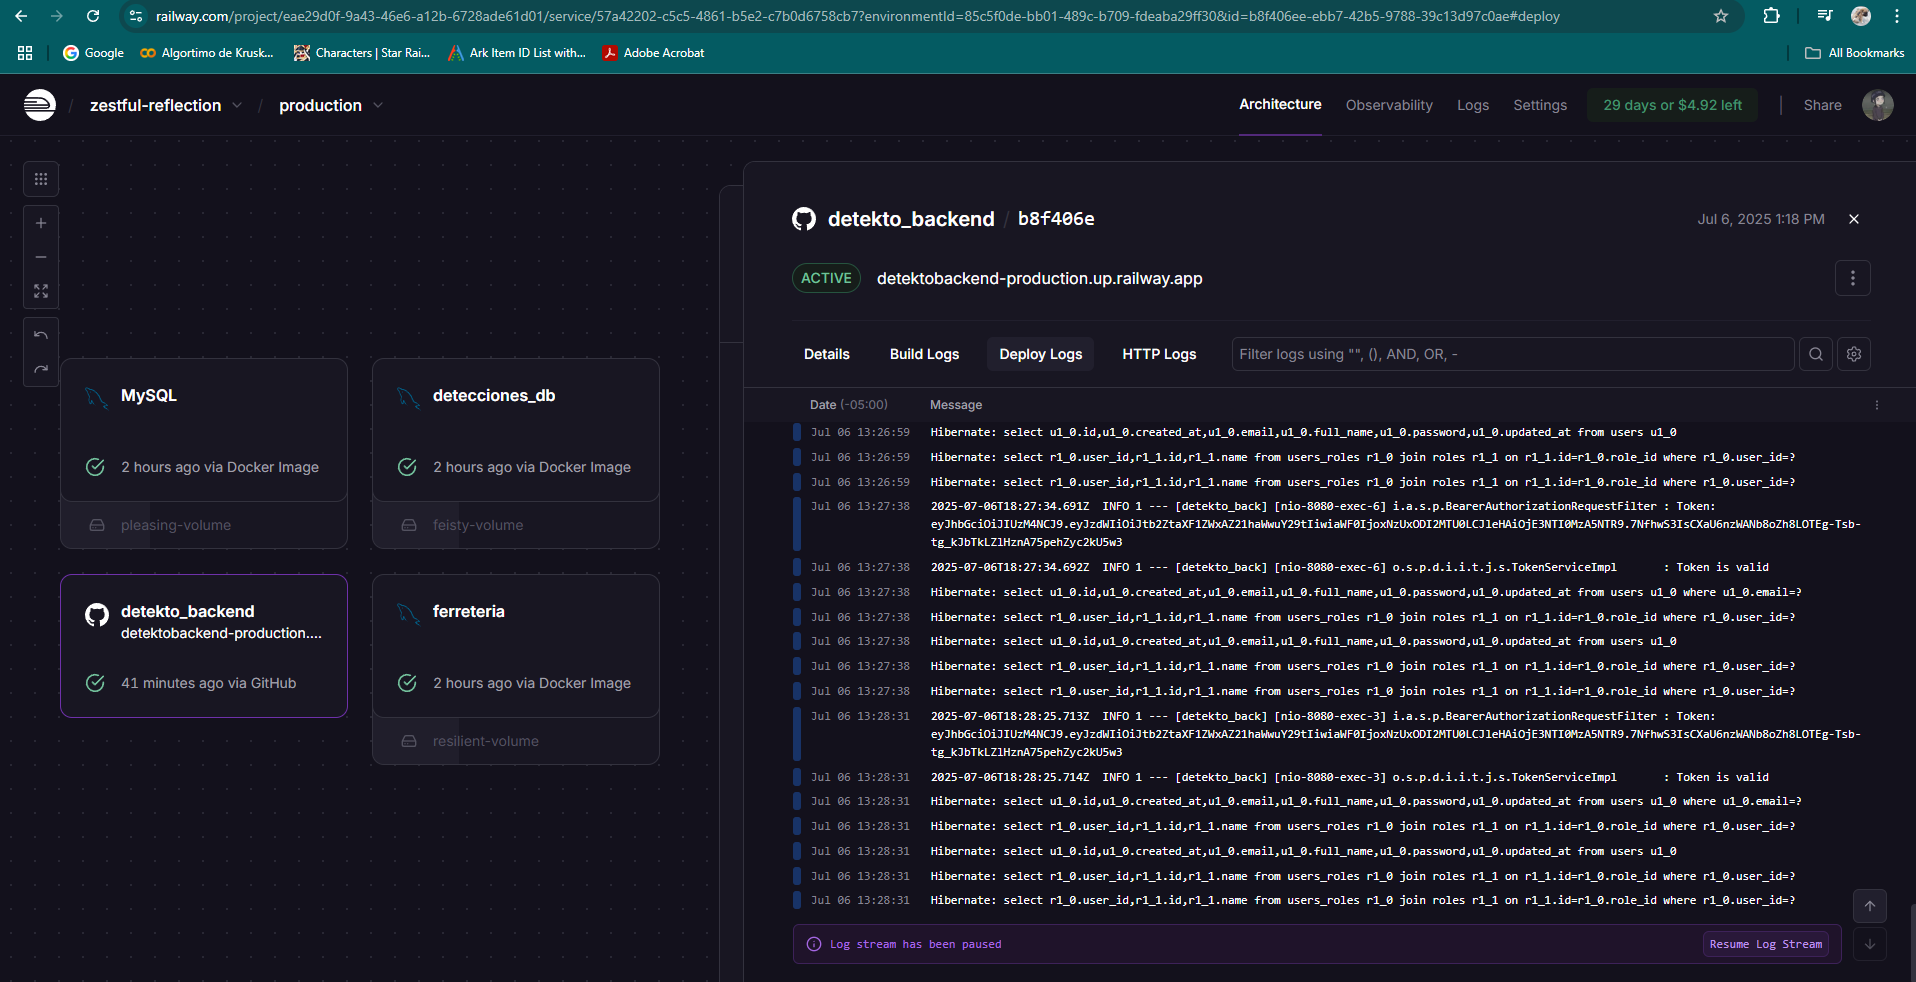 railway.com/project/eae29d0f-9a43-46e6-a12b-6728ade61d01/service/57a42202-c5c5-4861-b5e2-c7b0d6758cb7?environmentId=85c5f0de-bb01-489c-b709-fdeaba29ff30&id=b8f406ee-ebb7-42b5-9788-39c13d97c0ae#deploy
Google
Algortimo de Krusk...
Characters | Star Rai...
Ark Item ID List with...
Adobe Acrobat
All Bookmarks
/ zestful-reflection / production
Architecture
Observability
Logs
Settings
29 days or $4.92 left
Share
MySQL
2 hours ago via Docker Image
pleasing-volume
detecciones_db
2 hours ago via Docker Image
feisty-volume
detekto_backend
detektobackend-production....
41 minutes ago via GitHub
ferreteria
2 hours ago via Docker Image
resilient-volume
detekto_backend / b8f406e
Jul 6, 2025 1:18 PM
ACTIVE
detektobackend-production.up.railway.app
Details
Build Logs
Deploy Logs
HTTP Logs
Filter logs using "", (), AND, OR, -
Date (-05:00) Message
Jul 06 13:26:59 Hibernate: select u1_0.id,u1_0.created_at,u1_0.email,u1_0.full_name,u1_0.password,u1_0.updated_at from users u1_0
Jul 06 13:26:59 Hibernate: select r1_0.user_id,r1_1.id,r1_1.name from users_roles r1_0 join roles r1_1 on r1_1.id=r1_0.role_id where r1_0.user_id=?
Jul 06 13:26:59 Hibernate: select r1_0.user_id,r1_1.id,r1_1.name from users_roles r1_0 join roles r1_1 on r1_1.id=r1_0.role_id where r1_0.user_id=?
Jul 06 13:27:38 2025-07-06T18:27:34.691Z INFO 1 --- [detekto_back] [nio-8080-exec-6] i.a.s.p.BearerAuthorizationRequestFilter : Token:
Jul 06 13:27:38 2025-07-06T18:27:34.692Z INFO 1 --- [detekto_back] [nio-8080-exec-6] o.s.p.d.i.i.t.j.s.TokenServiceImpl : Token is valid
Jul 06 13:27:38 Hibernate: select u1_0.id,u1_0.created_at,u1_0.email,u1_0.full_name,u1_0.password,u1_0.updated_at from users u1_0 where u1_0.email=?
Jul 06 13:27:38 Hibernate: select r1_0.user_id,r1_1.id,r1_1.name from users_roles r1_0 join roles r1_1 on r1_1.id=r1_0.role_id where r1_0.user_id=?
Jul 06 13:27:38 Hibernate: select u1_0.id,u1_0.created_at,u1_0.email,u1_0.full_name,u1_0.password,u1_0.updated_at from users u1_0
Jul 06 13:27:38 Hibernate: select r1_0.user_id,r1_1.id,r1_1.name from users_roles r1_0 join roles r1_1 on r1_1.id=r1_0.role_id where r1_0.user_id=?
Jul 06 13:27:38 Hibernate: select r1_0.user_id,r1_1.id,r1_1.name from users_roles r1_0 join roles r1_1 on r1_1.id=r1_0.role_id where r1_0.user_id=?
Jul 06 13:28:31 2025-07-06T18:28:25.713Z INFO 1 --- [detekto_back] [nio-8080-exec-3] i.a.s.p.BearerAuthorizationRequestFilter : Token:
Jul 06 13:28:31 2025-07-06T18:28:25.714Z INFO 1 --- [detekto_back] [nio-8080-exec-3] o.s.p.d.i.i.t.j.s.TokenServiceImpl : Token is valid
Jul 06 13:28:31 Hibernate: select u1_0.id,u1_0.created_at,u1_0.email,u1_0.full_name,u1_0.password,u1_0.updated_at from users u1_0 where u1_0.email=?
Jul 06 13:28:31 Hibernate: select r1_0.user_id,r1_1.id,r1_1.name from users_roles r1_0 join roles r1_1 on r1_1.id=r1_0.role_id where r1_0.user_id=?
Jul 06 13:28:31 Hibernate: select u1_0.id,u1_0.created_at,u1_0.email,u1_0.full_name,u1_0.password,u1_0.updated_at from users u1_0
Jul 06 13:28:31 Hibernate: select r1_0.user_id,r1_1.id,r1_1.name from users_roles r1_0 join roles r1_1 on r1_1.id=r1_0.role_id where r1_0.user_id=?
Jul 06 13:28:31 Hibernate: select r1_0.user_id,r1_1.id,r1_1.name from users_roles r1_0 join roles r1_1 on r1_1.id=r1_0.role_id where r1_0.user_id=?
Log stream has been paused
Resume Log Stream